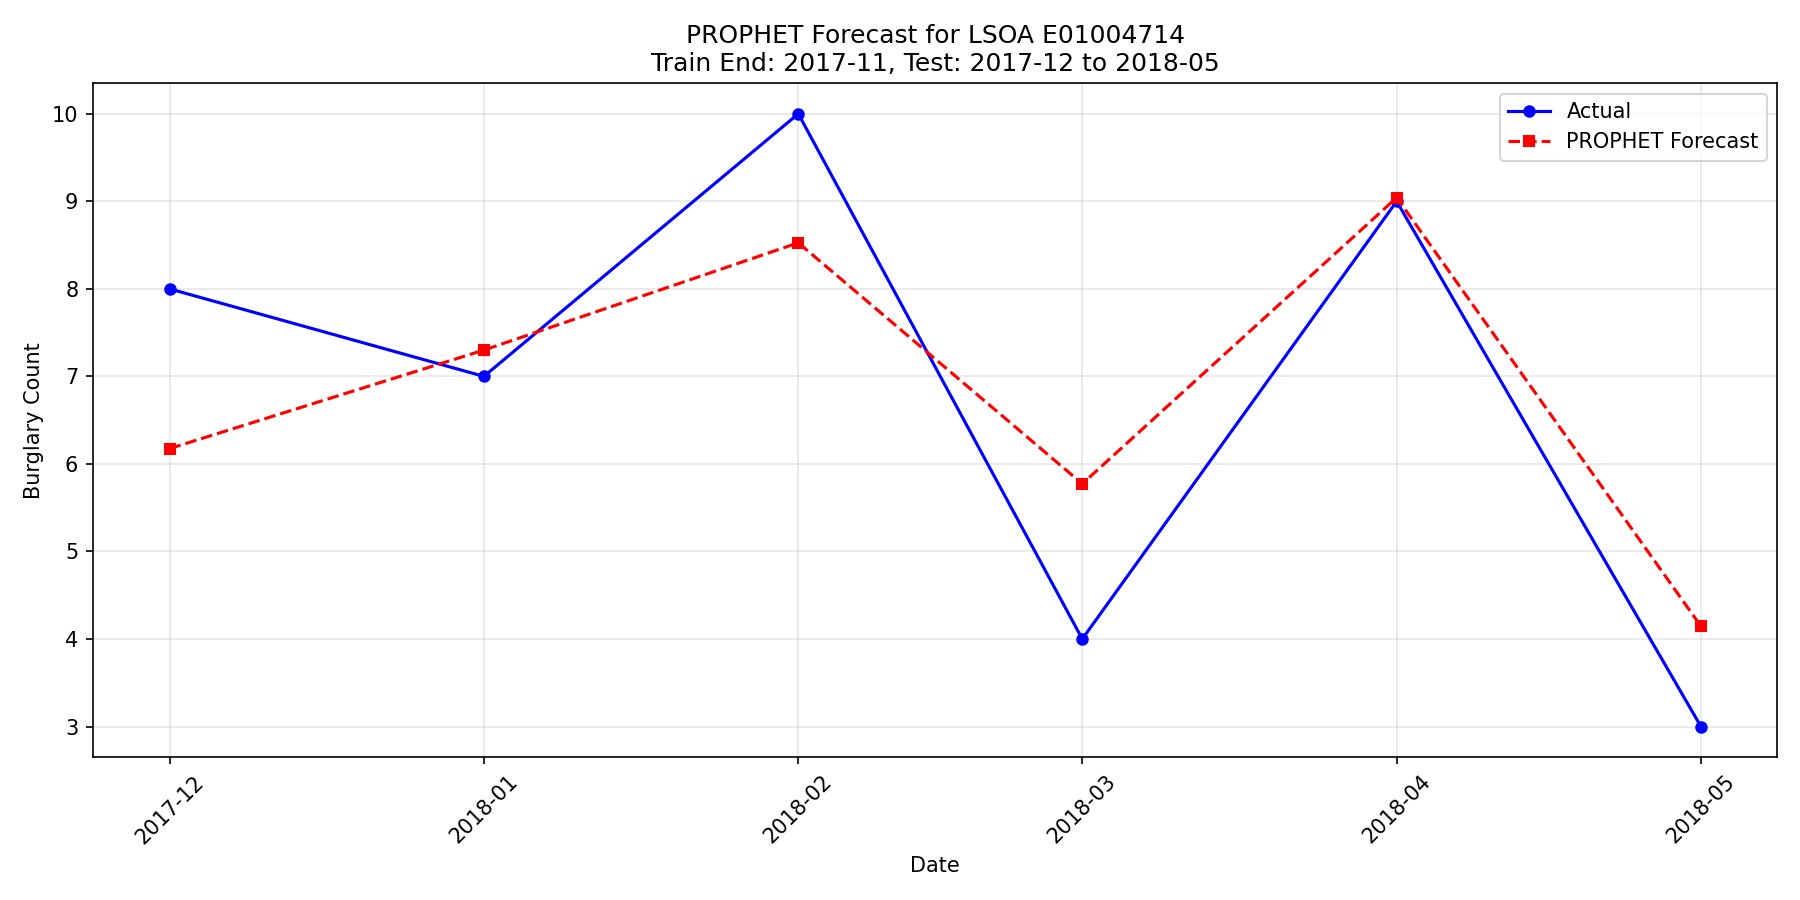 PROPHET Forecast for LSOA E01004714
Train End: 2017-11, Test: 2017-12 to 2018-05
Actual
PROPHET Forecast
Burglary Count
10
9
8
7
6
5
4
3
2017-12
2018-01
2018-02
2018-03
2018-04
2018-05
Date